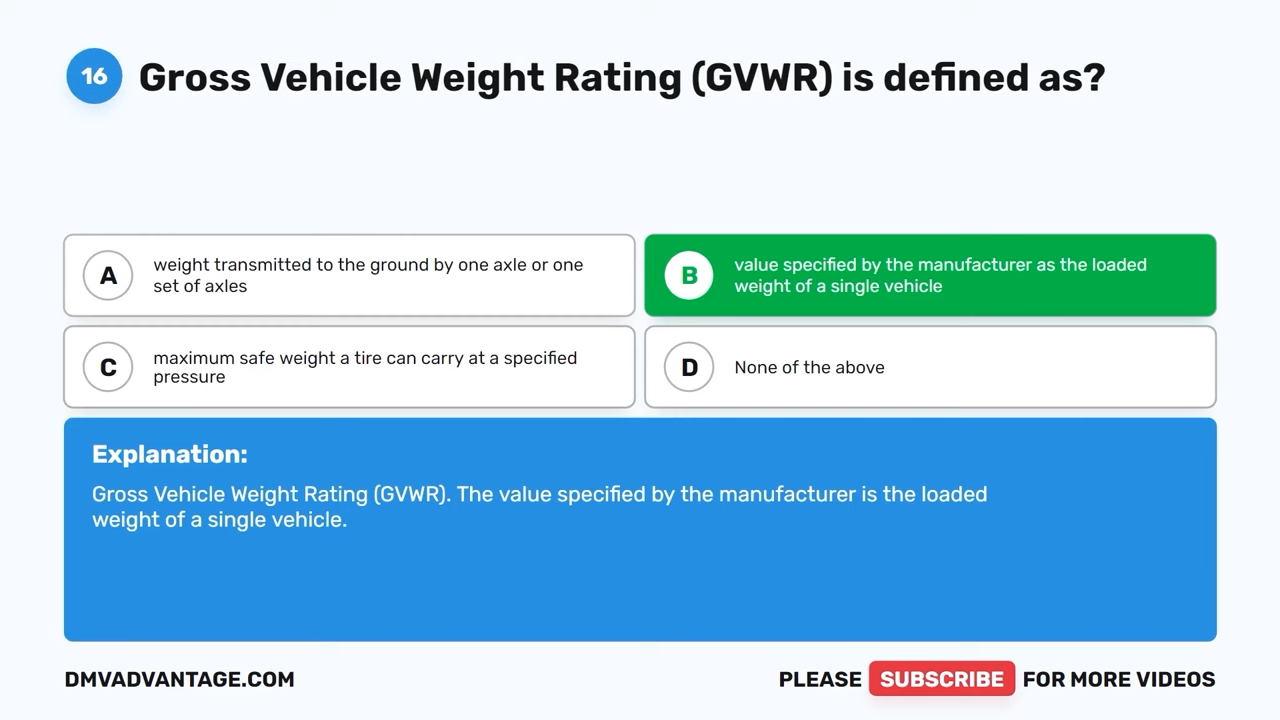 16 Gross Vehicle Weight Rating (GVWR) is defined as?
A weight transmitted to the ground by one axle or one
set of axles
B value specified by the manufacturer as the loaded
weight of a single vehicle
C maximum safe weight a tire can carry at a specified
pressure
D None of the above
Explanation:
Gross Vehicle Weight Rating (GVWR). The value specified by the manufacturer is the loaded
weight of a single vehicle.
DMVADVANTAGE.COM
PLEASE SUBSCRIBE FOR MORE VIDEOS